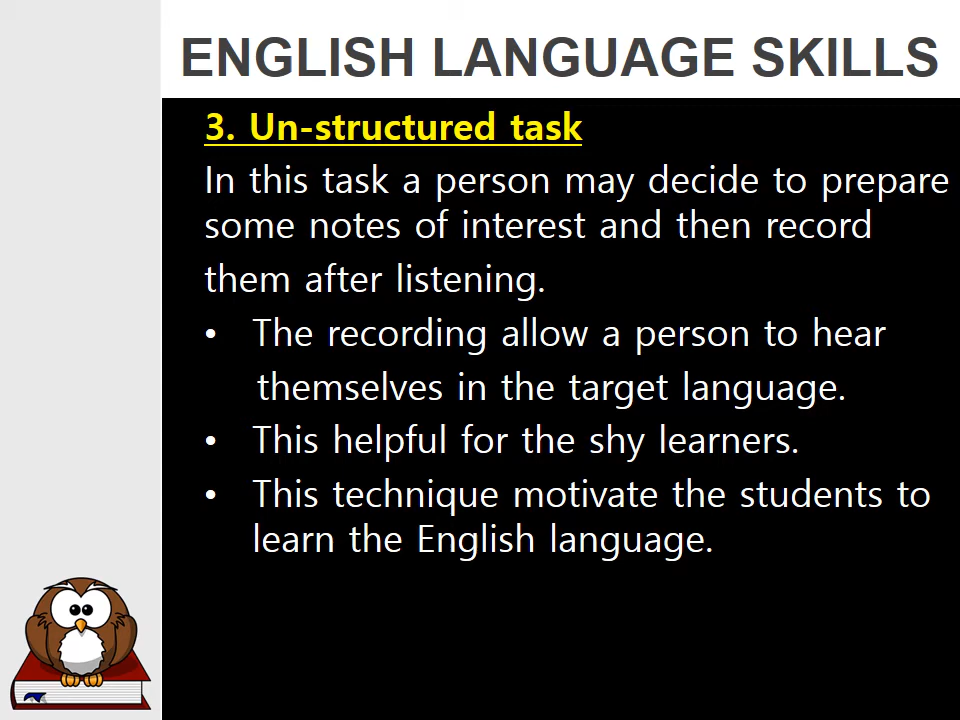 ENGLISH LANGUAGE SKILLS
3. Un-structured task
In this task a person may decide to prepare
some notes of interest and then record
them after listening.
• The recording allow a person to hear
themselves in the target language.
• This helpful for the shy learners.
• This technique motivate the students to
learn the English language.